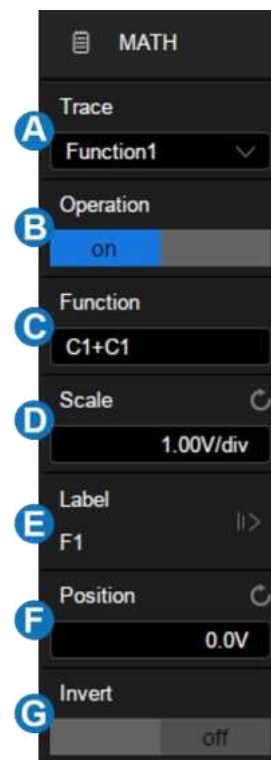 MATH
Trace
A
Function1
Operation
B
on
Function
C
C1+C1
Scale
D
1.00V/div
Label
E
F1
Position
F
0.0V
Invert
G
off